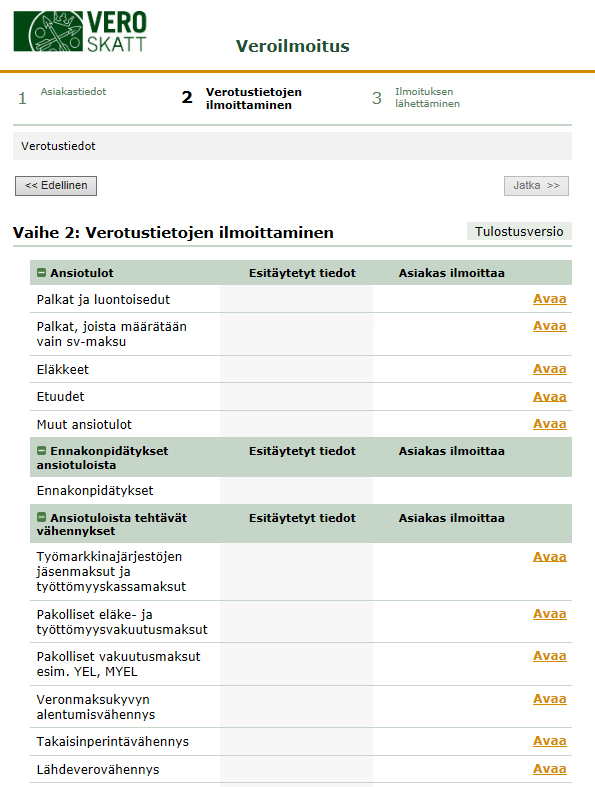 VERO
SKATT
Veroilmoitus
1 Asiakastiedot
2 Verotustietojen
ilmoittaminen
3 Ilmoituksen
lähettäminen
Verotustiedot
<< Edellinen
Jatka >>
Vaihe 2: Verotustietojen ilmoittaminen
Tulostusversio
Ansiotulot Esitäytetyt tiedot Asiakas ilmoittaa
Palkat ja luontoisedut Avaa
Palkat, joista määrätään Avaa
vain sv-maksu
Eläkkeet Avaa
Etuudet Avaa
Muut ansiotulot Avaa
Ennakonpidätykset Esitäytetyt tiedot Asiakas ilmoittaa
ansiotuloista
Ennakonpidätykset
Ansiotuloista tehtävät Esitäytetyt tiedot Asiakas ilmoittaa
vähennykset
Työmarkkinajärjestöjen Avaa
jäsenmaksut ja
työttömyyskassamaksut
Pakolliset eläke- ja Avaa
työttömyysvakuutusmaksut
Pakolliset vakuutusmaksut Avaa
esim. YEL, MYEL
Veronmaksukyvyn Avaa
alentumisvähennys
Takaisinperintävähennys Avaa
Lähdeverovähennys Avaa